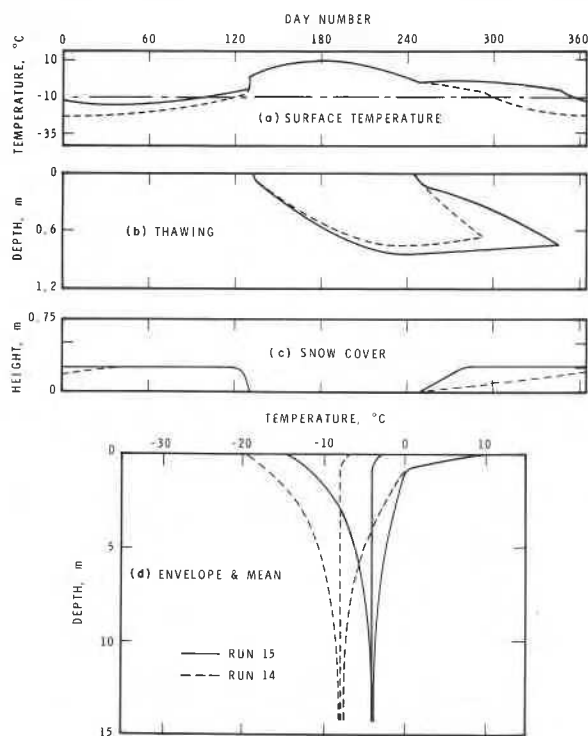 DAY NUMBER
0 60 120 180 240 300 360
TEMPERATURE, °C
10
-10
-35
(a) SURFACE TEMPERATURE
DEPTH, m
0
0,6
1,2
(b) THAWING
HEIGHT, m
0,75
0
(c) SNOW COVER
TEMPERATURE, °C
-30 -20 -10 0 10
DEPTH, m
0
5
10
15
(d) ENVELOPE & MEAN
RUN 15
RUN 14